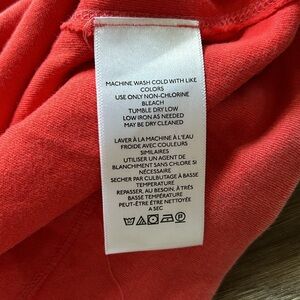 MACHINE WASH COLD WITH LIKE
COLORS
USE ONLY NON-CHLORINE
BLEACH
TUMBLE DRY LOW
LOW IRON AS NEEDED
MAY BE DRY CLEANED
LAVER À LA MACHINE À L'EAU
FROIDE AVEC COULEURS
SIMILAIRES
UTILISER UN AGENT DE
BLANCHIMENT SANS CHLORE SI
NÉCESSAIRE
SECHER PAR CULBUTAGE À BASSE
TEMPERATURE
REPASSER, AU BESOIN, À TRÈS
BASSE TEMPÉRATURE
PEUT-ÊTRE ÊTRE NETTOYÉ
A SEC